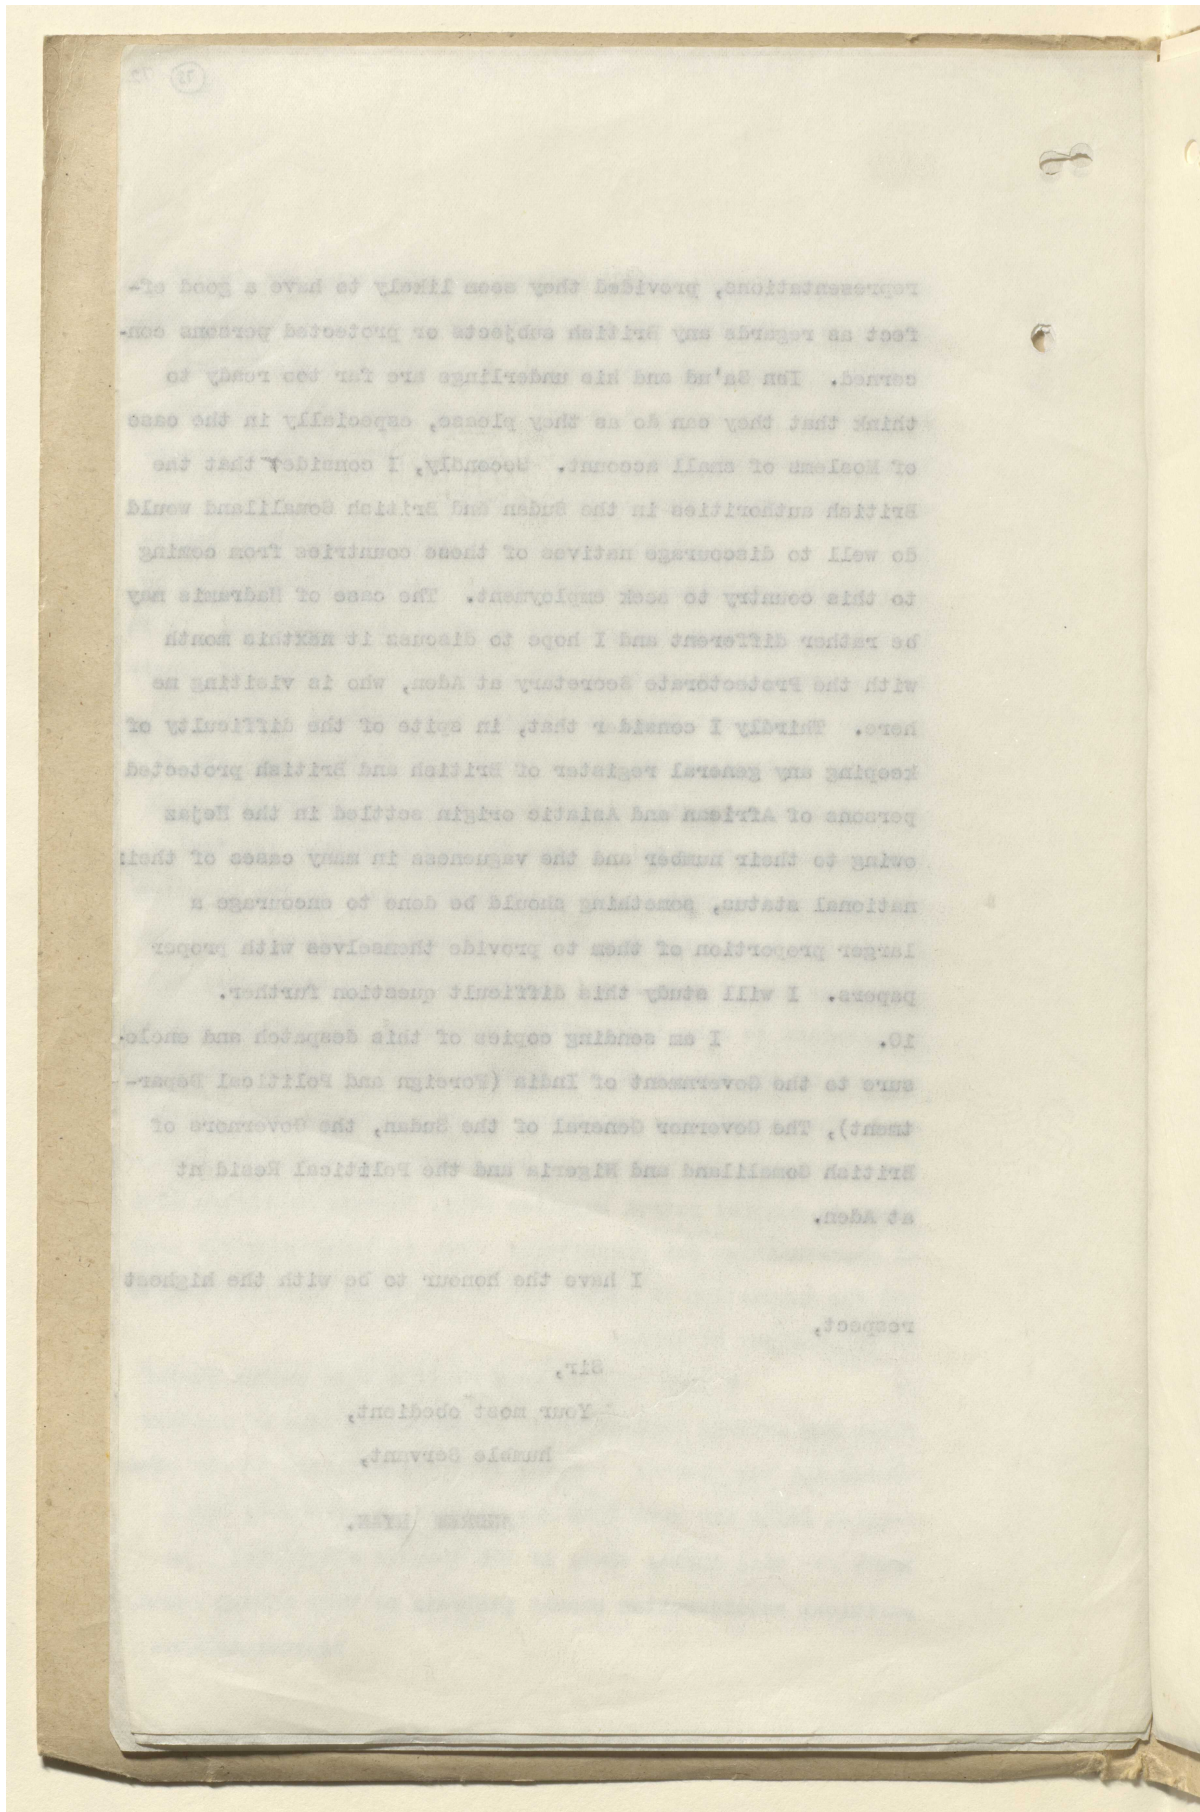 representations, provided they seem likely to have a good ef-
fect as regards any British subjects or protected persons con-
cerned. Ibn Sa'ud and his underlings are far too ready to
think that they can do as they please, especially in the case
of Moslems of small account. Secondly, I consider that the
British authorities in the Sudan and British Somaliland would
do well to discourage natives of those countries from coming
to this country to seek employment. The case of Hadramis may
be rather different and I hope to discuss it nexthis month
with the Protectorate Secretary at Aden, who is visiting me
here. Thirdly I consider that, in spite of the difficulty of
keeping any general register of British and British protected
persons of African and Asiatic origin settled in the Hejaz
owing to their number and the vagueness in many cases of their
national status, something should be done to encourage a
larger proportion of them to provide themselves with proper
papers. I will study this difficult question further.
10. I am sending copies of this despatch and enclo-
sure to the Government of India (Foreign and Political Depar-
tment), The Governor General of the Sudan, the Governors of
British Somaliland and Nigeria and the Political Resid nt
at Aden.
I have the honour to be with the highest
respect,
Sir,
Your most obedient,
humble Servant,
ANDREW RYAN.